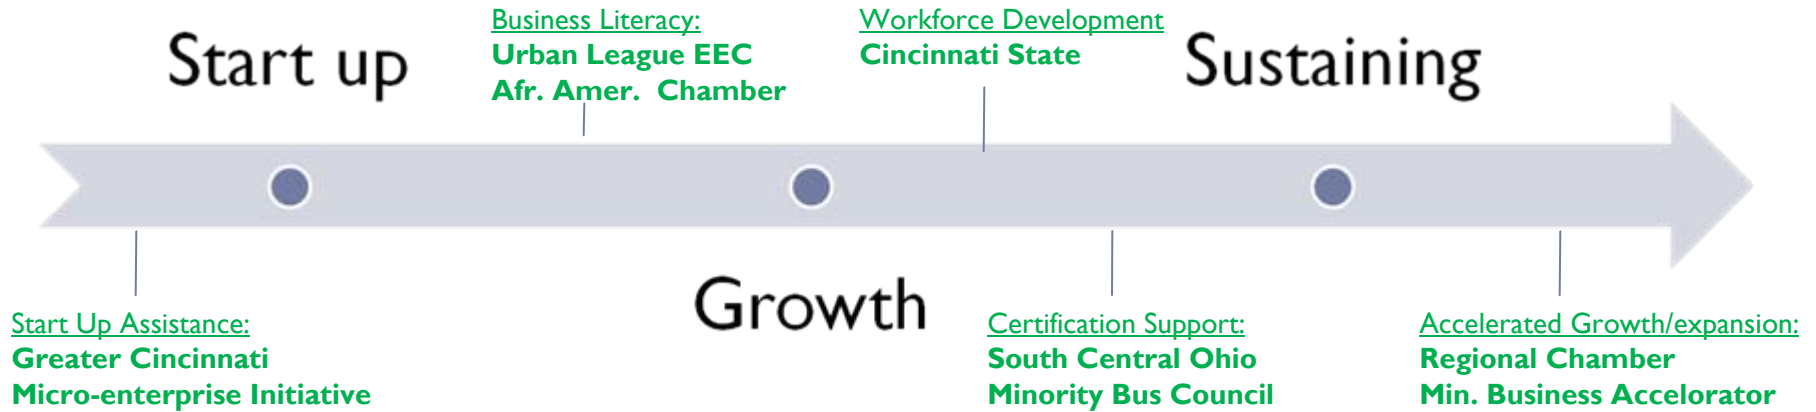 Start up
Business Literacy:
Urban League EEC
Afr. Amer. Chamber
Workforce Development
Cincinnati State
Sustaining
Start Up Assistance:
Greater Cincinnati
Micro-enterprise Initiative
Growth
Certification Support:
South Central Ohio
Minority Bus Council
Accelerated Growth/expansion:
Regional Chamber
Min. Business Accelorator